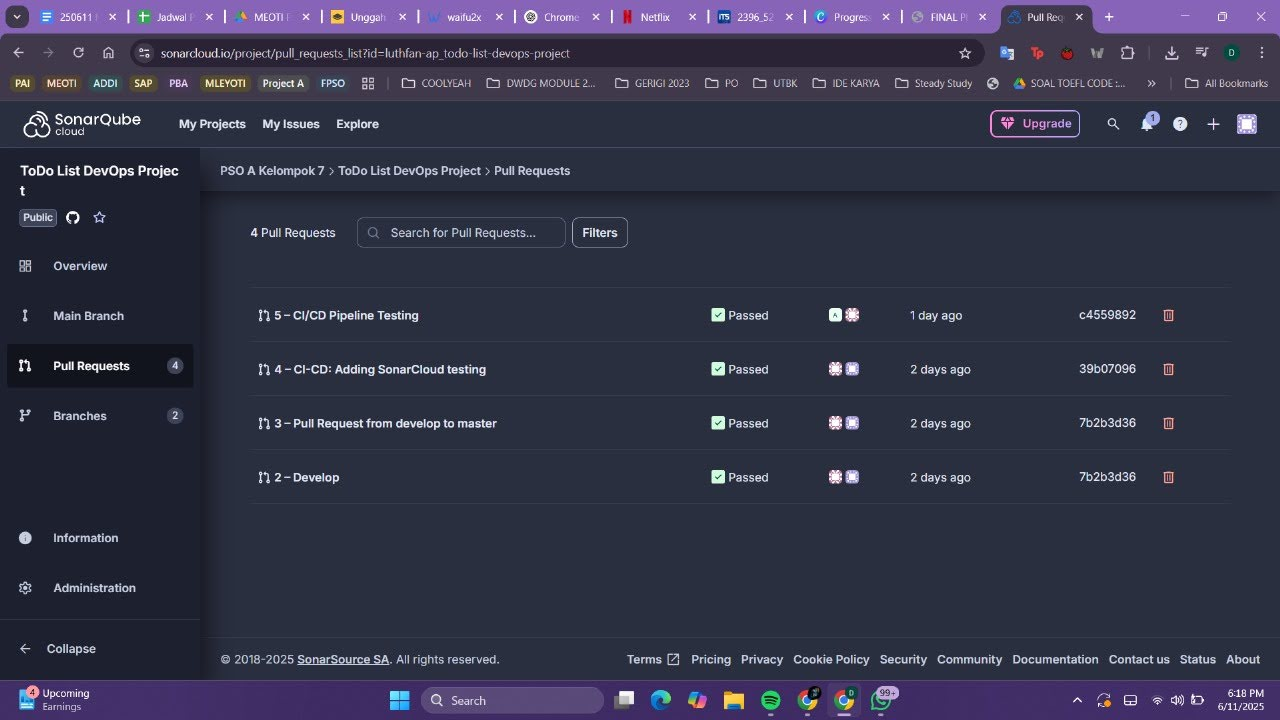 250611
Jadwal P
MEOTI F
Unggah
waifu2x
Chrome
Netflix
ITS 2396_52
Progress
FINAL P
Pull Req
sonarcloud.io/project/pull_requests_list?id=luthfan-ap_todo-list-devops-project
PAI MEOTI ADDI SAP PBA MLEYOTI Project A FPSO COOLYEAH DWDG MODULE 2... GERIGI 2023 PO UTBK IDE KARYA Steady Study SOAL TOEFL CODE :... All Bookmarks
SonarQube
cloud
My Projects My Issues Explore
Upgrade
1
ToDo List DevOps Projec
t
Public
PSO A Kelompok 7 > ToDo List DevOps Project > Pull Requests
Overview
Main Branch
Pull Requests 4
Branches 2
Information
Administration
Collapse
4 Pull Requests
Search for Pull Requests...
Filters
5 – CI/CD Pipeline Testing Passed A 1 day ago c4559892
4 – CI-CD: Adding SonarCloud testing Passed 2 days ago 39b07096
3 – Pull Request from develop to master Passed 2 days ago 7b2b3d36
2 – Develop Passed 2 days ago 7b2b3d36
© 2018-2025 SonarSource SA. All rights reserved.
Terms Pricing Privacy Cookie Policy Security Community Documentation Contact us Status About
4 Upcoming
Earnings
Search
99+
6:18 PM
6/11/2025